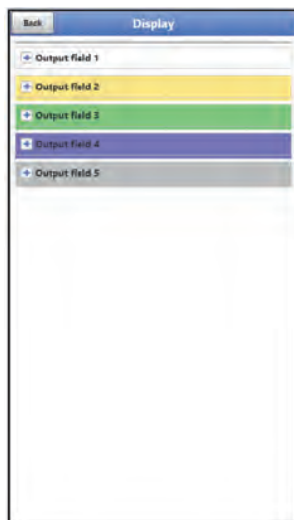 Back
Display
Output field 1
Output field 2
Output field 3
Output field 4
Output field 5